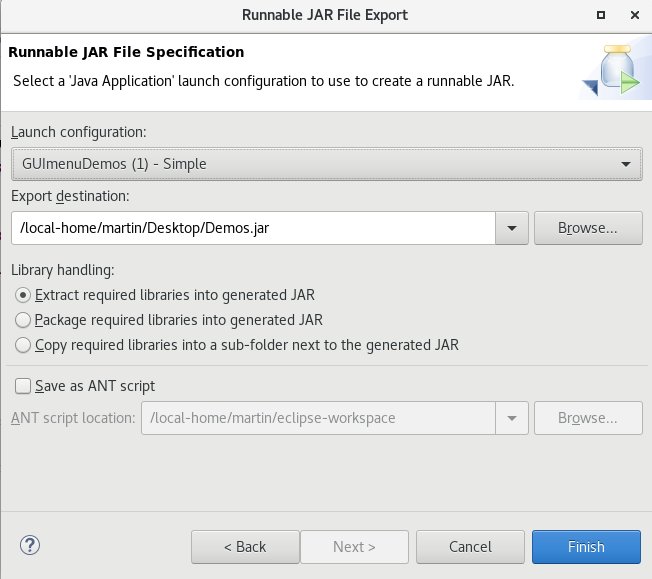 Runnable JAR File Export
Runnable JAR File Specification
Select a 'Java Application' launch configuration to use to create a runnable JAR.
Launch configuration:
GUImenuDemos (1) - Simple
Export destination:
/local-home/martin/Desktop/Demos.jar
Browse...
Library handling:
Extract required libraries into generated JAR
Package required libraries into generated JAR
Copy required libraries into a sub-folder next to the generated JAR
Save as ANT script
ANT script location: /local-home/martin/eclipse-workspace Browse...
? < Back Next > Cancel Finish